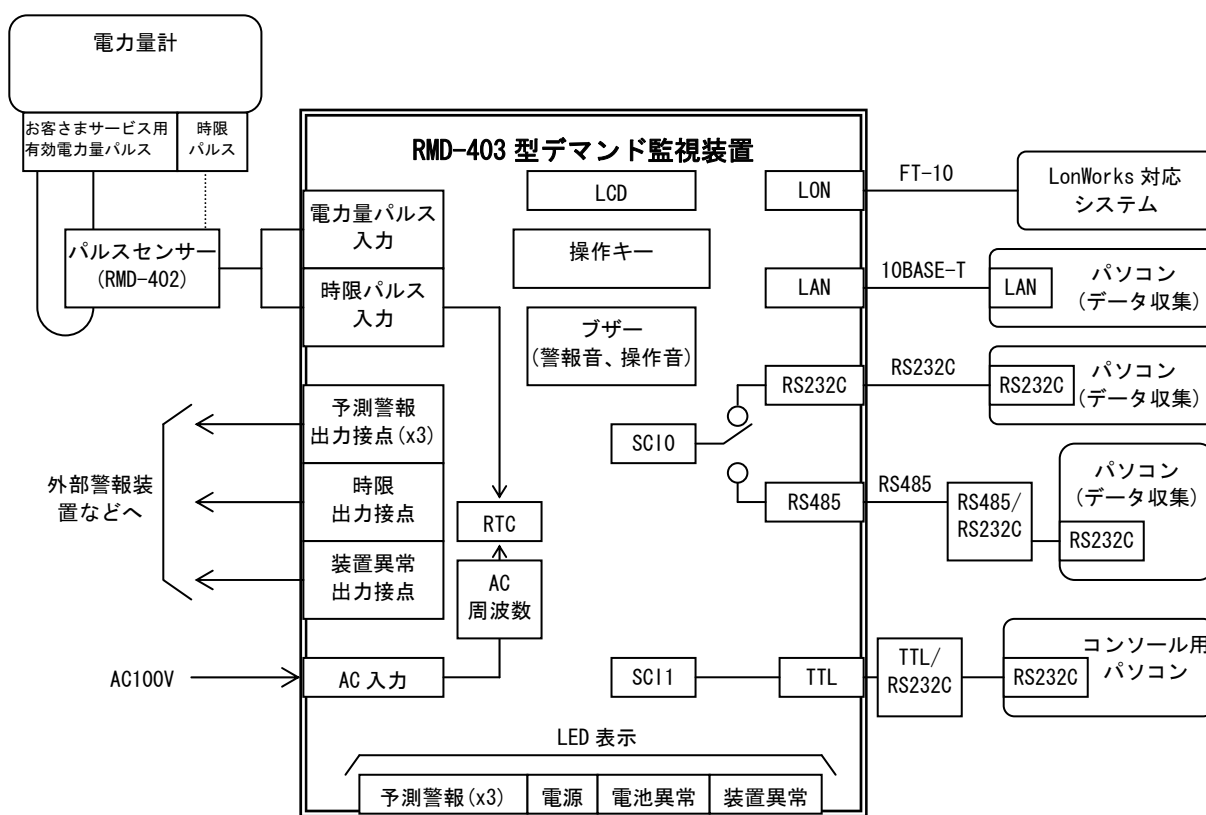 電力量計
お客さまサービス用
有効電力量パルス
時限
パルス
パルスセンサー
(RMD-402)
RMD-403 型デマンド監視装置
電力量パルス
入力
時限パルス
入力
LCD
操作キー
ブザー
(警報音、操作音)
LON
FT-10
LonWorks 対応
システム
LAN
10BASE-T
LAN
パソコン
(データ収集)
RS232C
RS232C
RS232C
パソコン
(データ収集)
SCI0
RS485
RS485
RS485/
RS232C
パソコン
(データ収集)
RS232C
予測警報
出力接点(x3)
時限
出力接点
装置異常
出力接点
外部警報装
置などへ
RTC
AC
周波数
AC100V
AC 入力
SCI1
TTL
TTL/
RS232C
コンソール用
パソコン
RS232C
LED 表示
予測警報(x3)
電源
電池異常
装置異常